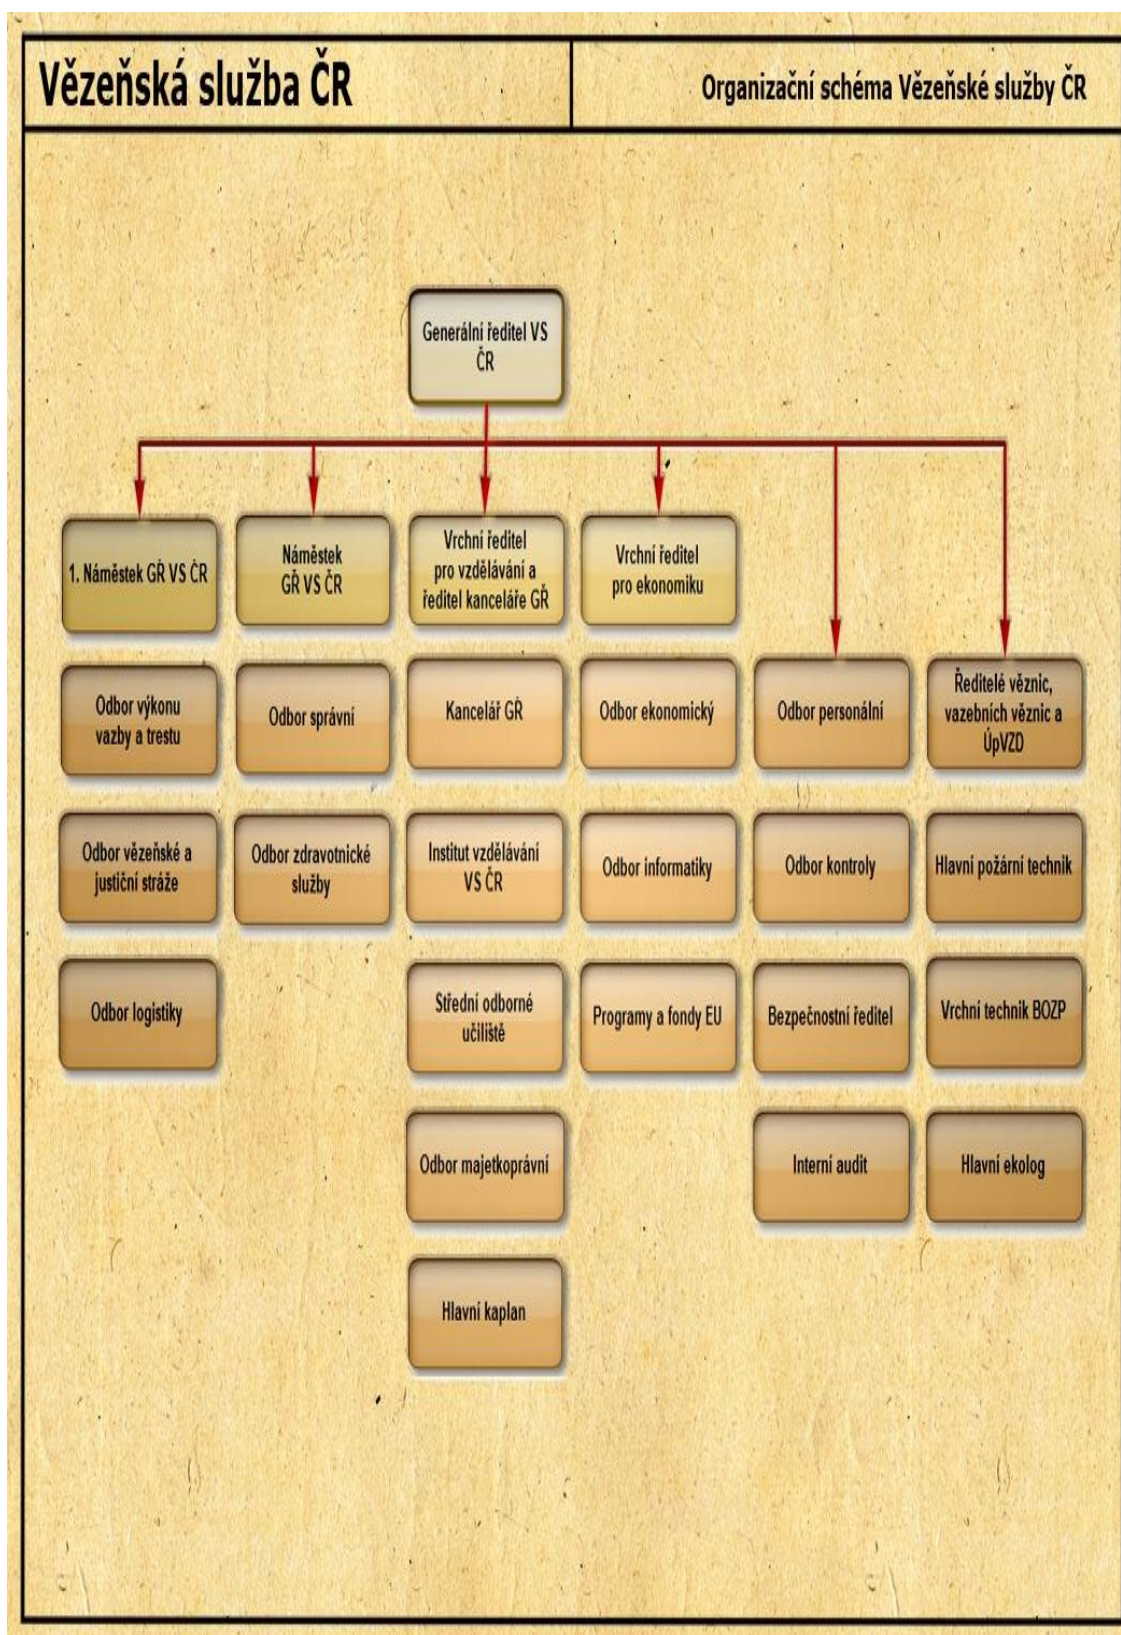 Vězeňská služba ČR
Organizační schéma Vězeňské služby ČR
Generální ředitel VS
ČR
1. Náměstek GŘ VS ČR
Náměstek
GŘ VS ČR
Vrchní ředitel
pro vzdělávání a
ředitel kanceláře GŘ
Vrchní ředitel
pro ekonomiku
Odbor výkonu
vazby a trestu
Odbor správní
Kancelář GŘ
Odbor ekonomický
Odbor personální
Ředitelé věznic,
vazebních věznic a
ÚpVZD
Odbor vězeňské a
justiční stráže
Odbor zdravotnické
služby
Institut vzdělávání
VS ČR
Odbor informatiky
Odbor kontroly
Hlavní požární technik
Odbor logistiky
Střední odborné
učiliště
Programy a fondy EU
Bezpečnostní ředitel
Vrchní technik BOZP
Odbor majetkoprávní
Interní audit
Hlavní ekolog
Hlavní kaplan